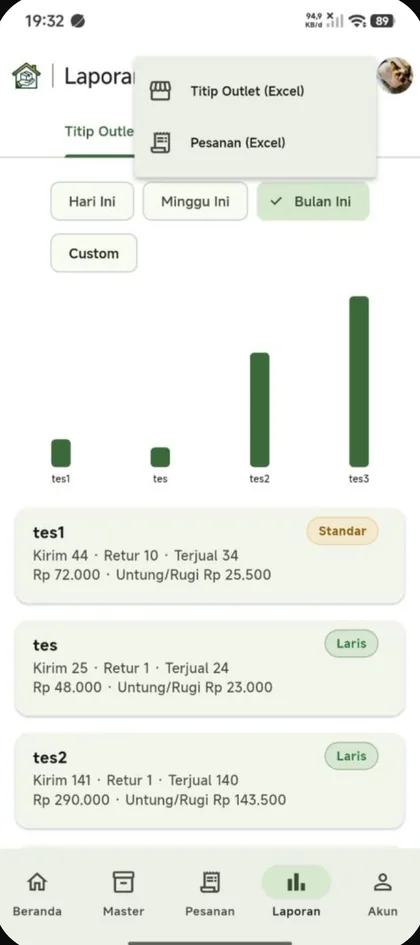 19:32
94,9
KB/d
89
Lapora
Titip Outlet (Excel)
Pesanan (Excel)
Titip Outle
Hari Ini
Minggu Ini
Bulan Ini
Custom
tes1
tes
tes2
tes3
tes1
Standar
Kirim 44 · Retur 10 · Terjual 34
Rp 72.000 · Untung/Rugi Rp 25.500
tes
Laris
Kirim 25 · Retur 1 · Terjual 24
Rp 48.000 · Untung/Rugi Rp 23.000
tes2
Laris
Kirim 141 · Retur 1 · Terjual 140
Rp 290.000 · Untung/Rugi Rp 143.500
Beranda
Master
Pesanan
Laporan
Akun